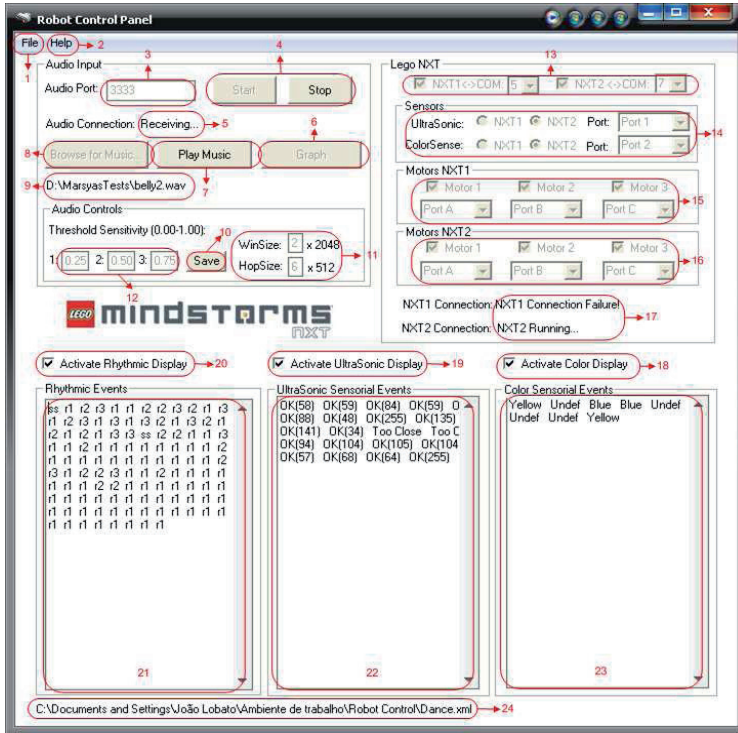 Robot Control Panel
File Help 2
1 3 4 13
Audio Input
Audio Port: 3333 Start Stop
Audio Connection: Receiving... 5 6
8 Browse for Music... Play Music Graph
7
9 D:\MarsyasTests\belly2.wav
Audio Controls
Threshold Sensitivity (0.00-1.00): 10
1: 0.25 2: 0.50 3: 0.75 Save
WinSize: 2 x 2048
HopSize: 6 x 512
11
12
LEGO mindstorms
NXT
Lego NXT
NXT1<->COM: 5 NXT2<->COM: 7
Sensors
UltraSonic: NXT1 NXT2 Port: Port 1
ColorSense: NXT1 NXT2 Port: Port 2
14
Motors NXT1
Motor 1 Motor 2 Motor 3
Port A Port B Port C
15
Motors NXT2
Motor 1 Motor 2 Motor 3
Port A Port B Port C
16
NXT1 Connection: NXT1 Connection Failure!
NXT2 Connection: NXT2 Running...
17
Activate Rhythmic Display 20
Activate UltraSonic Display 19
Activate Color Display 18
Rhythmic Events
ss r1 r2 r3 r1 r1 r2 r2 r3 r2 r1 r3
r1 r2 r3 r2 r1 r3 r1 r1 r1 r1 r1 r1
r2 r1 r2 r1 r3 r3 ss r2 r2 r1 r1 r3
r1 r1 r1 r1 r1 r1 r1 r1 r1 r1 r1 r1
r1 r1 r1 r1 r1 r1 r1 r1 r1 r1 r1 r2
r3 r1 r2 r2 r3 r1 r1 r2 r1 r1 r1 r1
r1 r1 r2 r2 r1 r1 r1 r1 r1 r1 r1 r1
r1 r1 r1 r1 r1 r1 r1 r1 r1 r1 r1 r1
r1 r1 r1 r1 r1 r1 r1 r1 r1 r1 r1 r1
r1 r1 r1 r1 r1 r1 r1 r1
21
UltraSonic Sensorial Events
OK(58) OK(59) OK(84) OK(59) O
OK(88) OK(48) OK(255) OK(135)
OK(141) OK(34) Too Close Too C
OK(94) OK(104) OK(105) OK(104
OK(57) OK(68) OK(64) OK(255)
22
Color Sensorial Events
Yellow Undef Blue Blue Undef
Undef Undef Yellow
23
C:\Documents and Settings\João Lobato\Ambiente de trabalho\Robot Control\Dance.xml 24